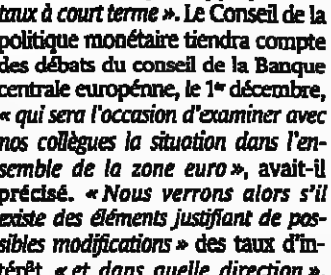 taux à court terme ». Le Conseil de la
politique monétaire tiendra compte
des débats du conseil de la Banque
centrale europénne, le 1er décembre,
« qui sera l'occasion d'examiner avec
nos collègues la situation dans l'en-
semble de la zone euro », avait-il
précisé. « Nous verrons alors s'il
existe des éléments justifiant de pos-
sibles modifications » des taux d'in-
térêt « et dans quelle direction ».